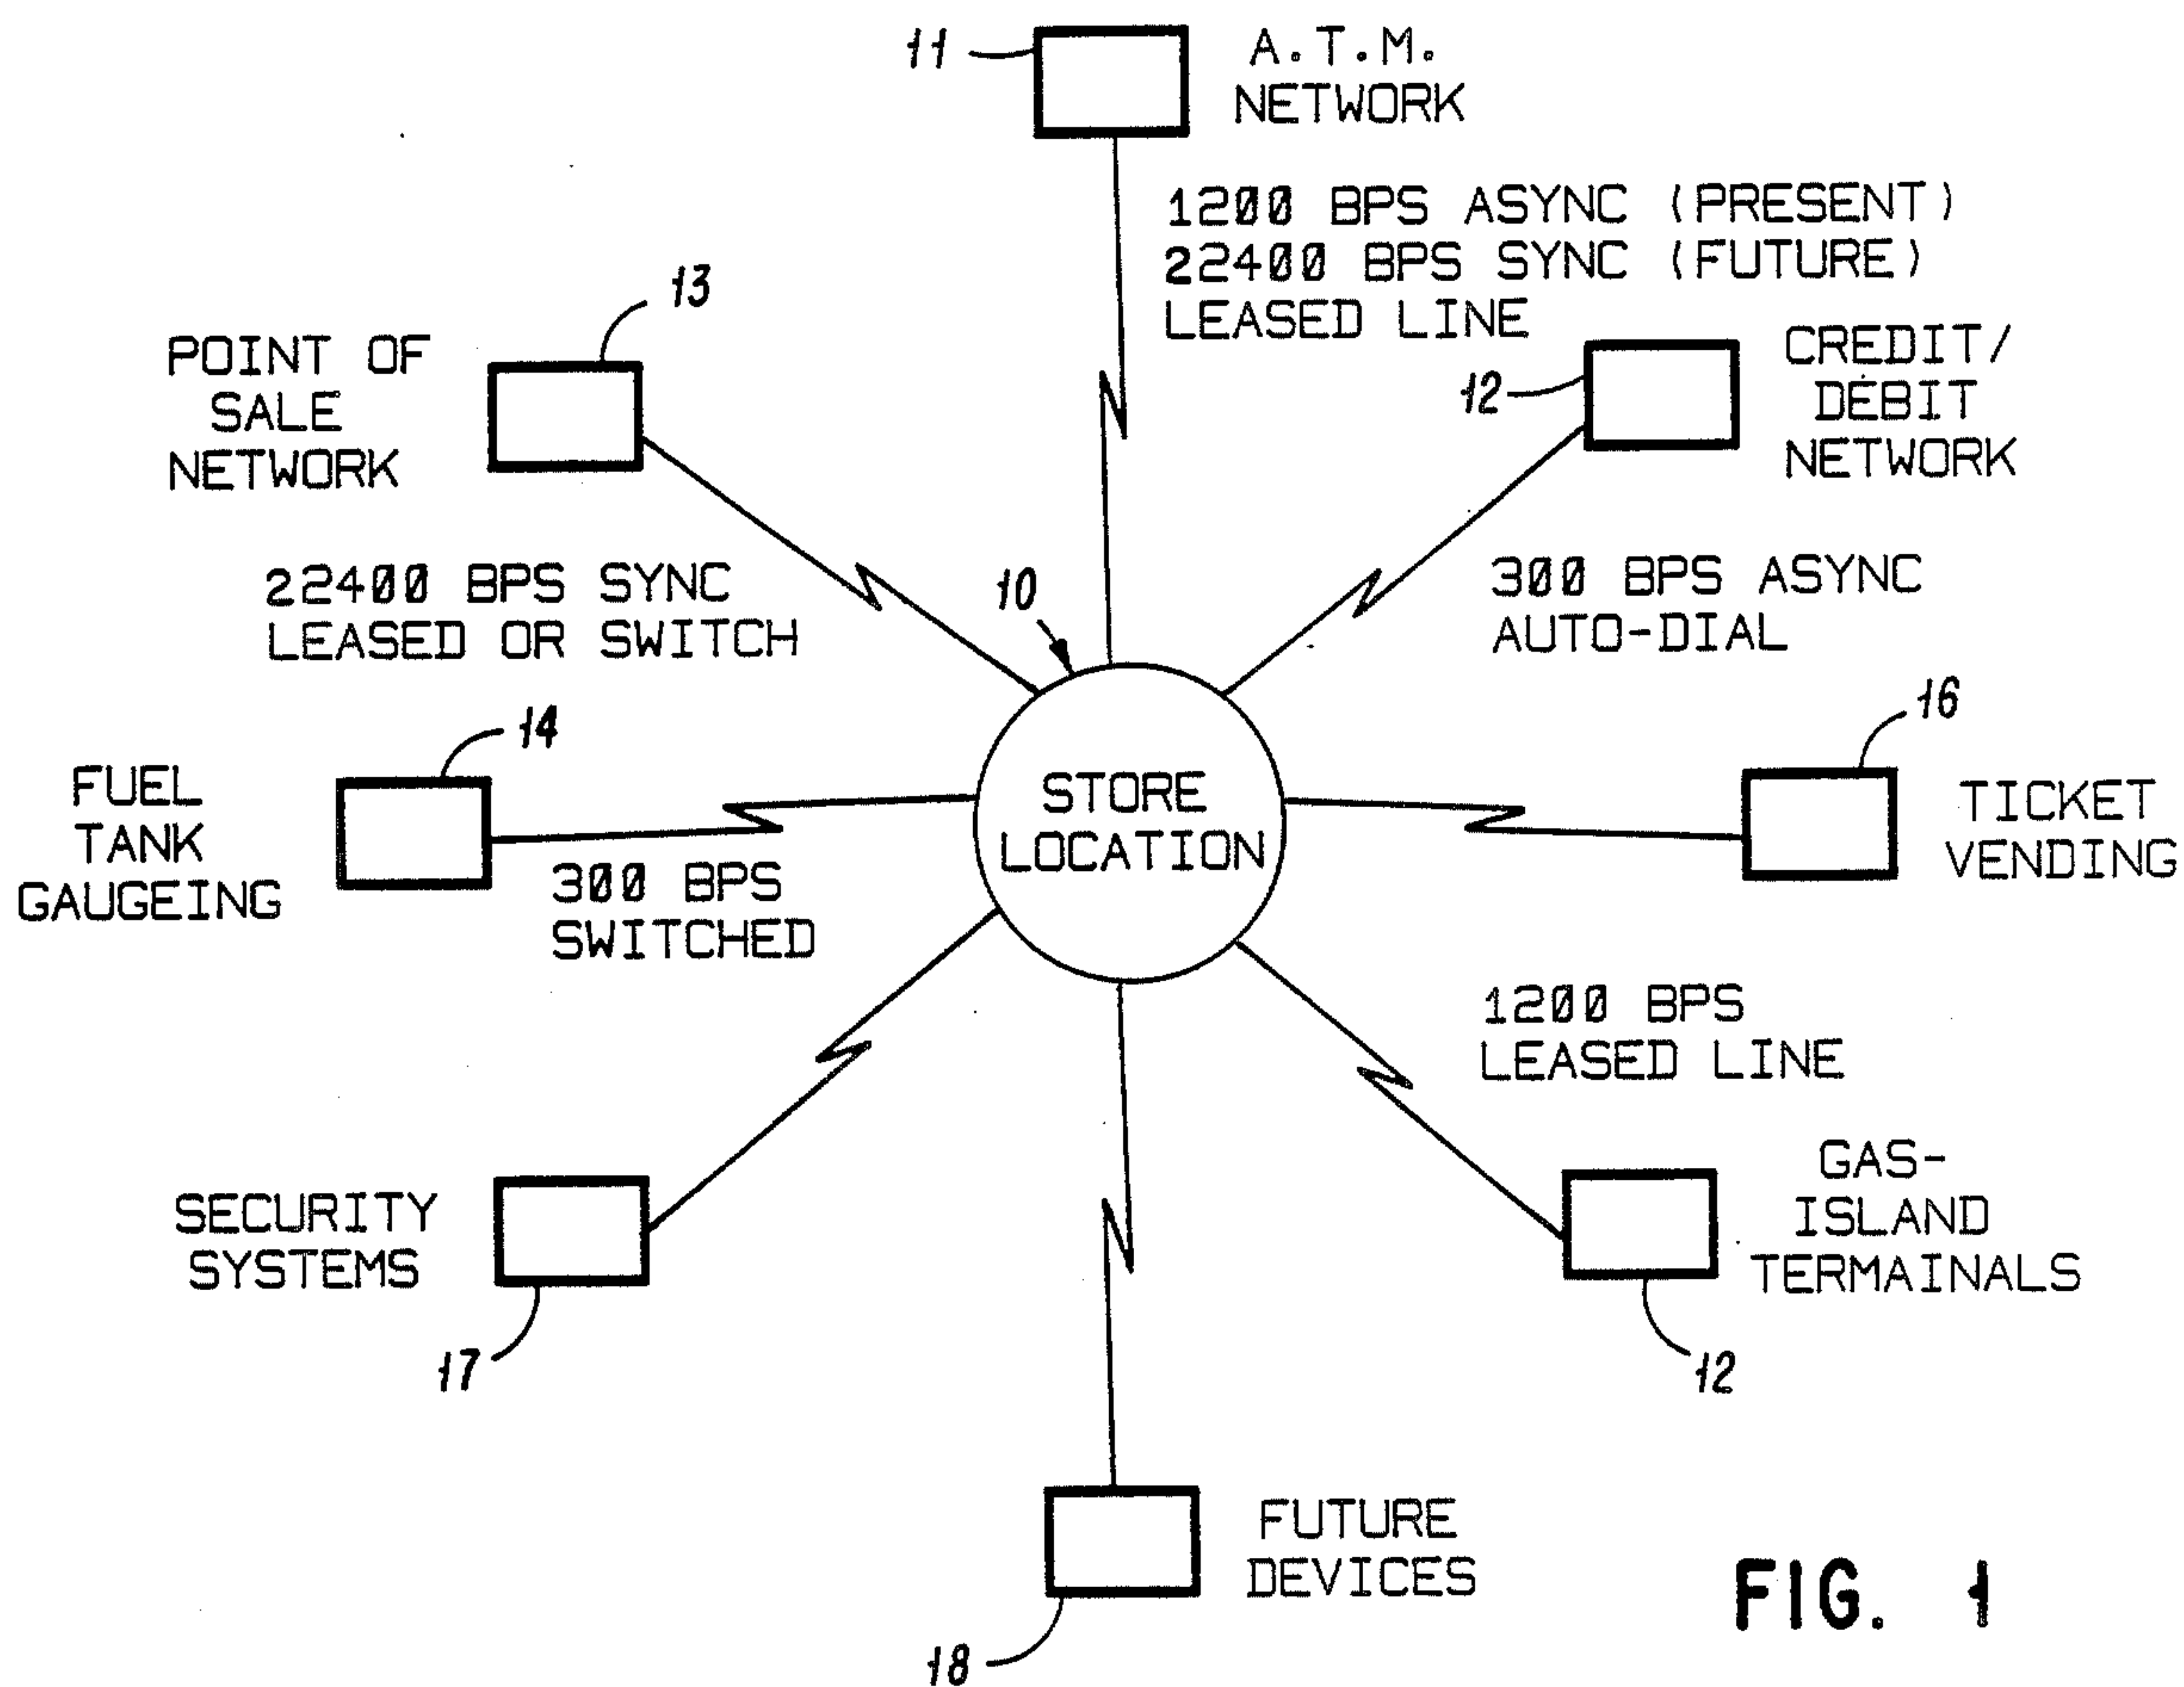 11
A.T.M.
NETWORK
1200 BPS ASYNC (PRESENT)
22400 BPS SYNC (FUTURE)
LEASED LINE
13
POINT OF
SALE
NETWORK
12
CREDIT/
DEBIT
NETWORK
22400 BPS SYNC
LEASED OR SWITCH
10
300 BPS ASYNC
AUTO-DIAL
14
FUEL
TANK
GAUGEING
300 BPS
SWITCHED
STORE
LOCATION
16
TICKET
VENDING
1200 BPS
LEASED LINE
SECURITY
SYSTEMS
17
GAS-
ISLAND
TERMAINALS
12
FUTURE
DEVICES
18
FIG. 1